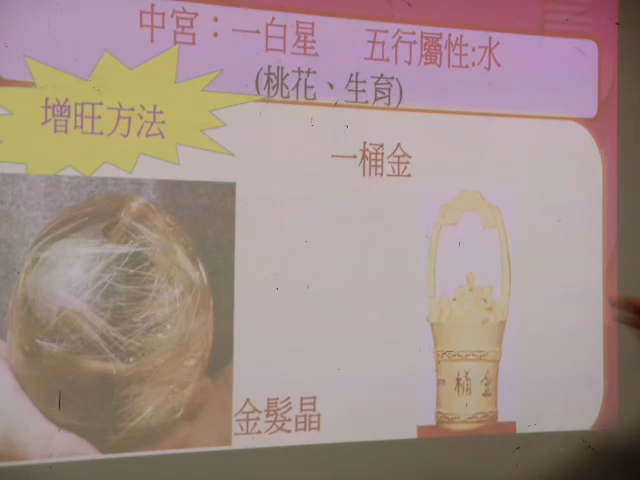 中宮：一白星 五行屬性:水
(桃花、生育)
增旺方法
一桶金
一桶金
金髮晶